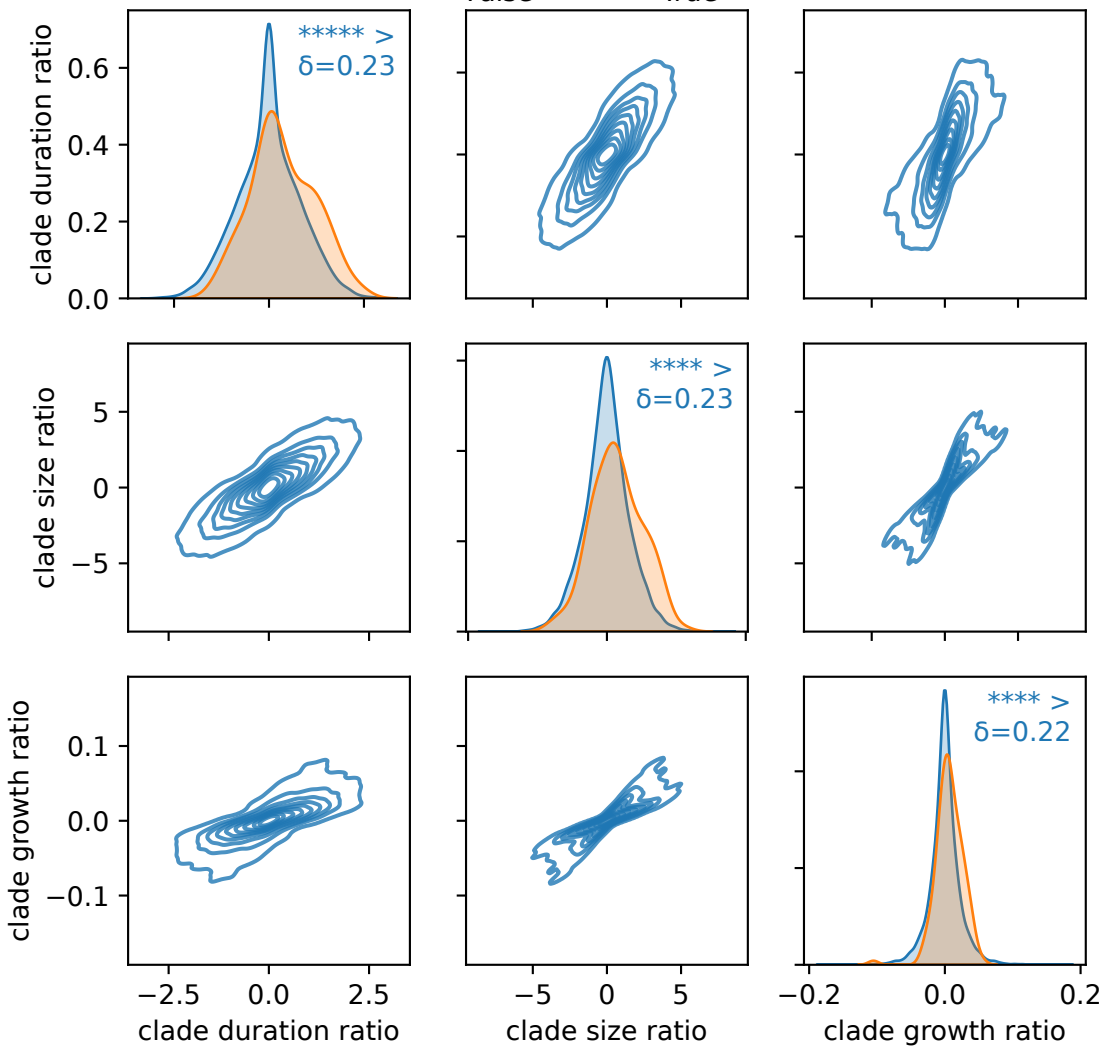 clade duration ratio
0.6
0.4
0.2
0.0
***** >
δ=0.23
clade size ratio
5
0
−5
**** >
δ=0.23
clade growth ratio
0.1
0.0
−0.1
**** >
δ=0.22
−2.5 0.0 2.5
−5 0 5
−0.2 0.0 0.2
clade duration ratio
clade size ratio
clade growth ratio